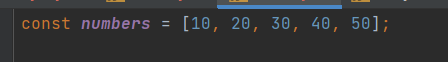 const numbers = [10, 20, 30, 40, 50];